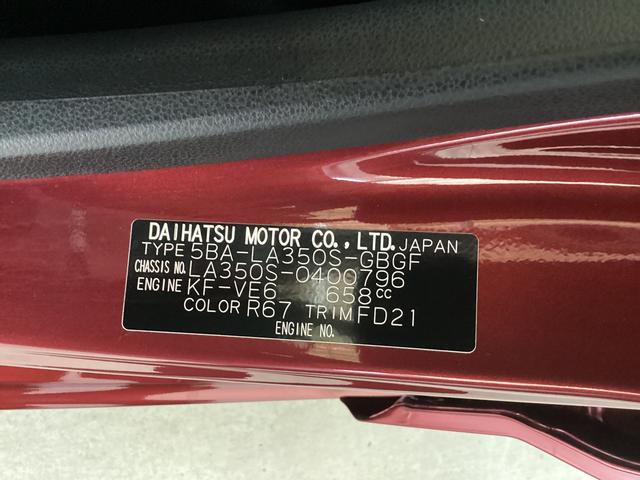 DAIHATSU MOTOR CO.,LTD. JAPAN
TYPE 5BA-LA350S-GBGF
CHASSIS NO. LA350S-0400796
ENGINE KF-VE6 658cc
COLOR R67 TRIM FD21
ENGINE NO.